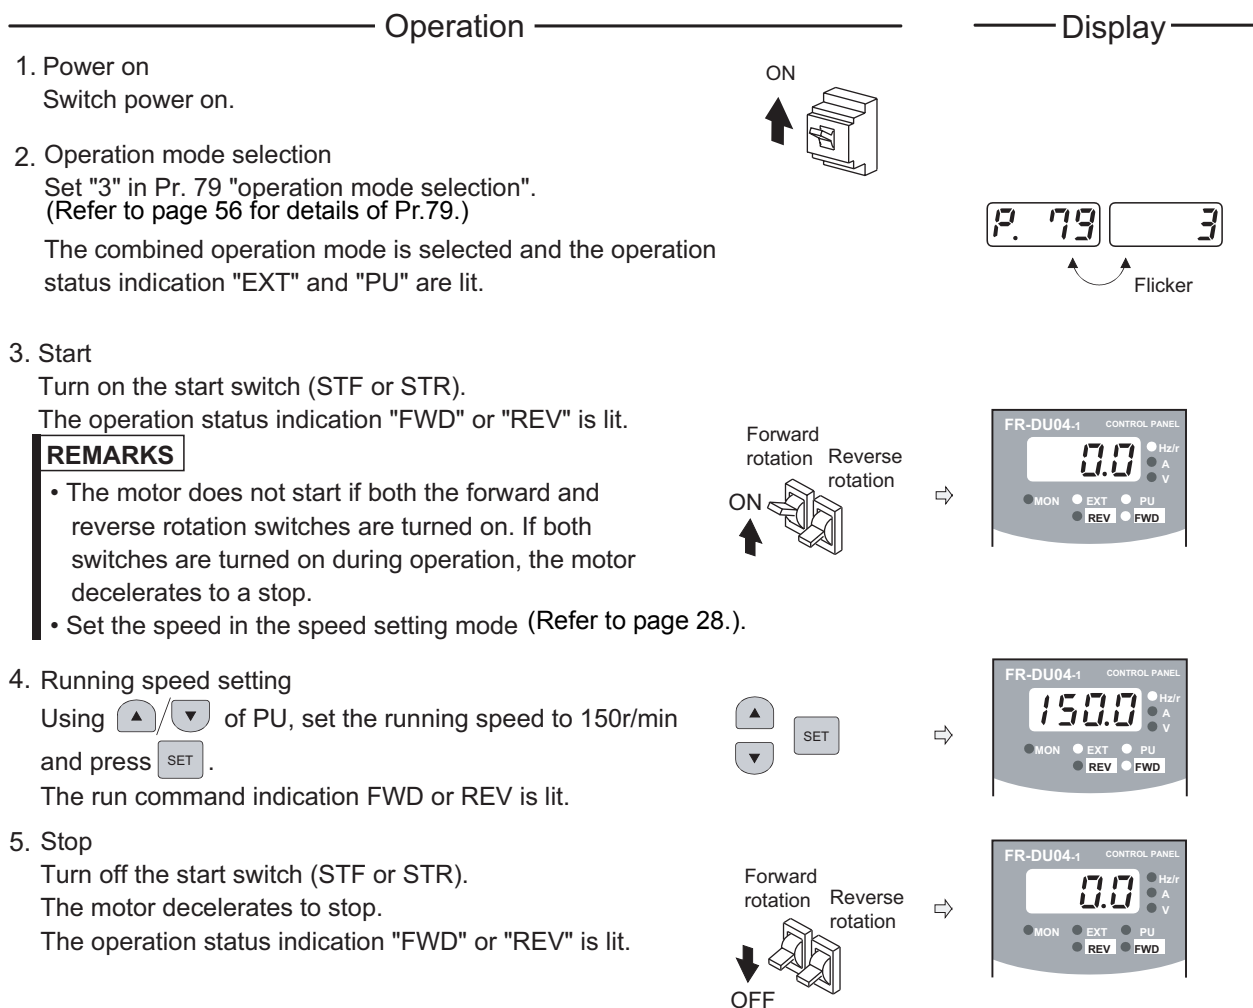 Operation
Display
1. Power on
Switch power on.
ON
2. Operation mode selection
Set "3" in Pr. 79 "operation mode selection".
(Refer to page 56 for details of Pr.79.)
The combined operation mode is selected and the operation
status indication "EXT" and "PU" are lit.
P. 79 3
Flicker
3. Start
Turn on the start switch (STF or STR).
The operation status indication "FWD" or "REV" is lit.
REMARKS
• The motor does not start if both the forward and
reverse rotation switches are turned on. If both
switches are turned on during operation, the motor
decelerates to a stop.
• Set the speed in the speed setting mode (Refer to page 28.).
Forward
rotation
Reverse
rotation
ON
FR-DU04-1 CONTROL PANEL
0.0
Hz/r
A
V
MON EXT PU
REV FWD
4. Running speed setting
Using ▲/▼ of PU, set the running speed to 150r/min
and press SET .
The run command indication FWD or REV is lit.
▲
▼
SET
FR-DU04-1 CONTROL PANEL
150.0
Hz/r
A
V
MON EXT PU
REV FWD
5. Stop
Turn off the start switch (STF or STR).
The motor decelerates to stop.
The operation status indication "FWD" or "REV" is lit.
Forward
rotation
Reverse
rotation
OFF
FR-DU04-1 CONTROL PANEL
0.0
Hz/r
A
V
MON EXT PU
REV FWD